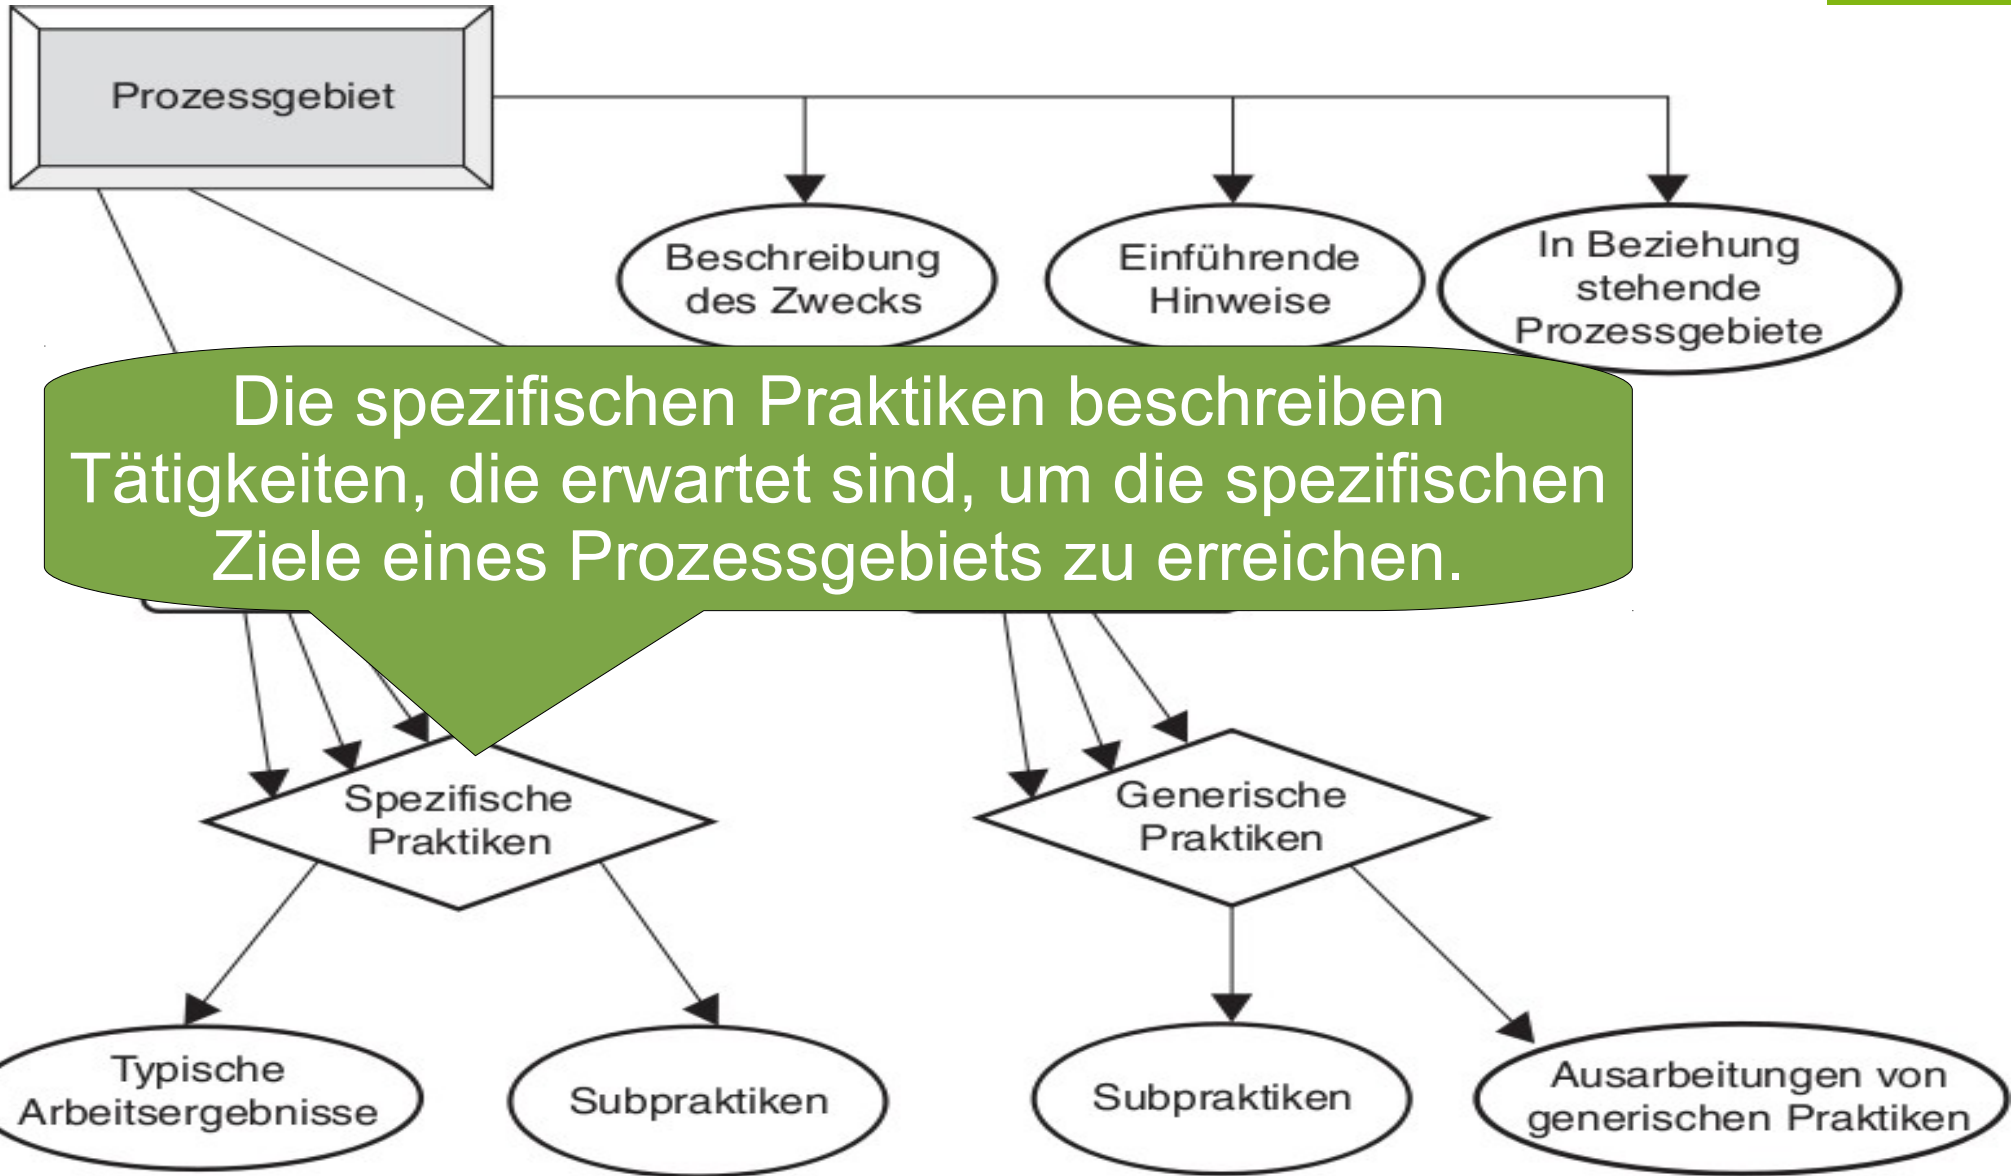 Prozessgebiet
Beschreibung
des Zwecks
Einführende
Hinweise
In Beziehung
stehende
Prozessgebiete
Die spezifischen Praktiken beschreiben
Tätigkeiten, die erwartet sind, um die spezifischen
Ziele eines Prozessgebiets zu erreichen.
Spezifische
Praktiken
Generische
Praktiken
Typische
Arbeitsergebnisse
Subpraktiken
Subpraktiken
Ausarbeitungen von
generischen Praktiken